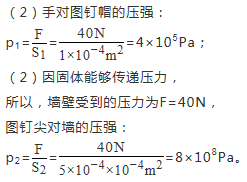 （2）手对图钉帽的压强：
p₁=F/S₁=40N/1×10⁻⁴m²=4×10⁵Pa；
（2）因固体能够传递压力，
所以，墙壁受到的压力为F=40N，
图钉尖对墙的压强：
p₂=F/S₂=40N/5×10⁻⁴×10⁻⁴m²=8×10⁸Pa。